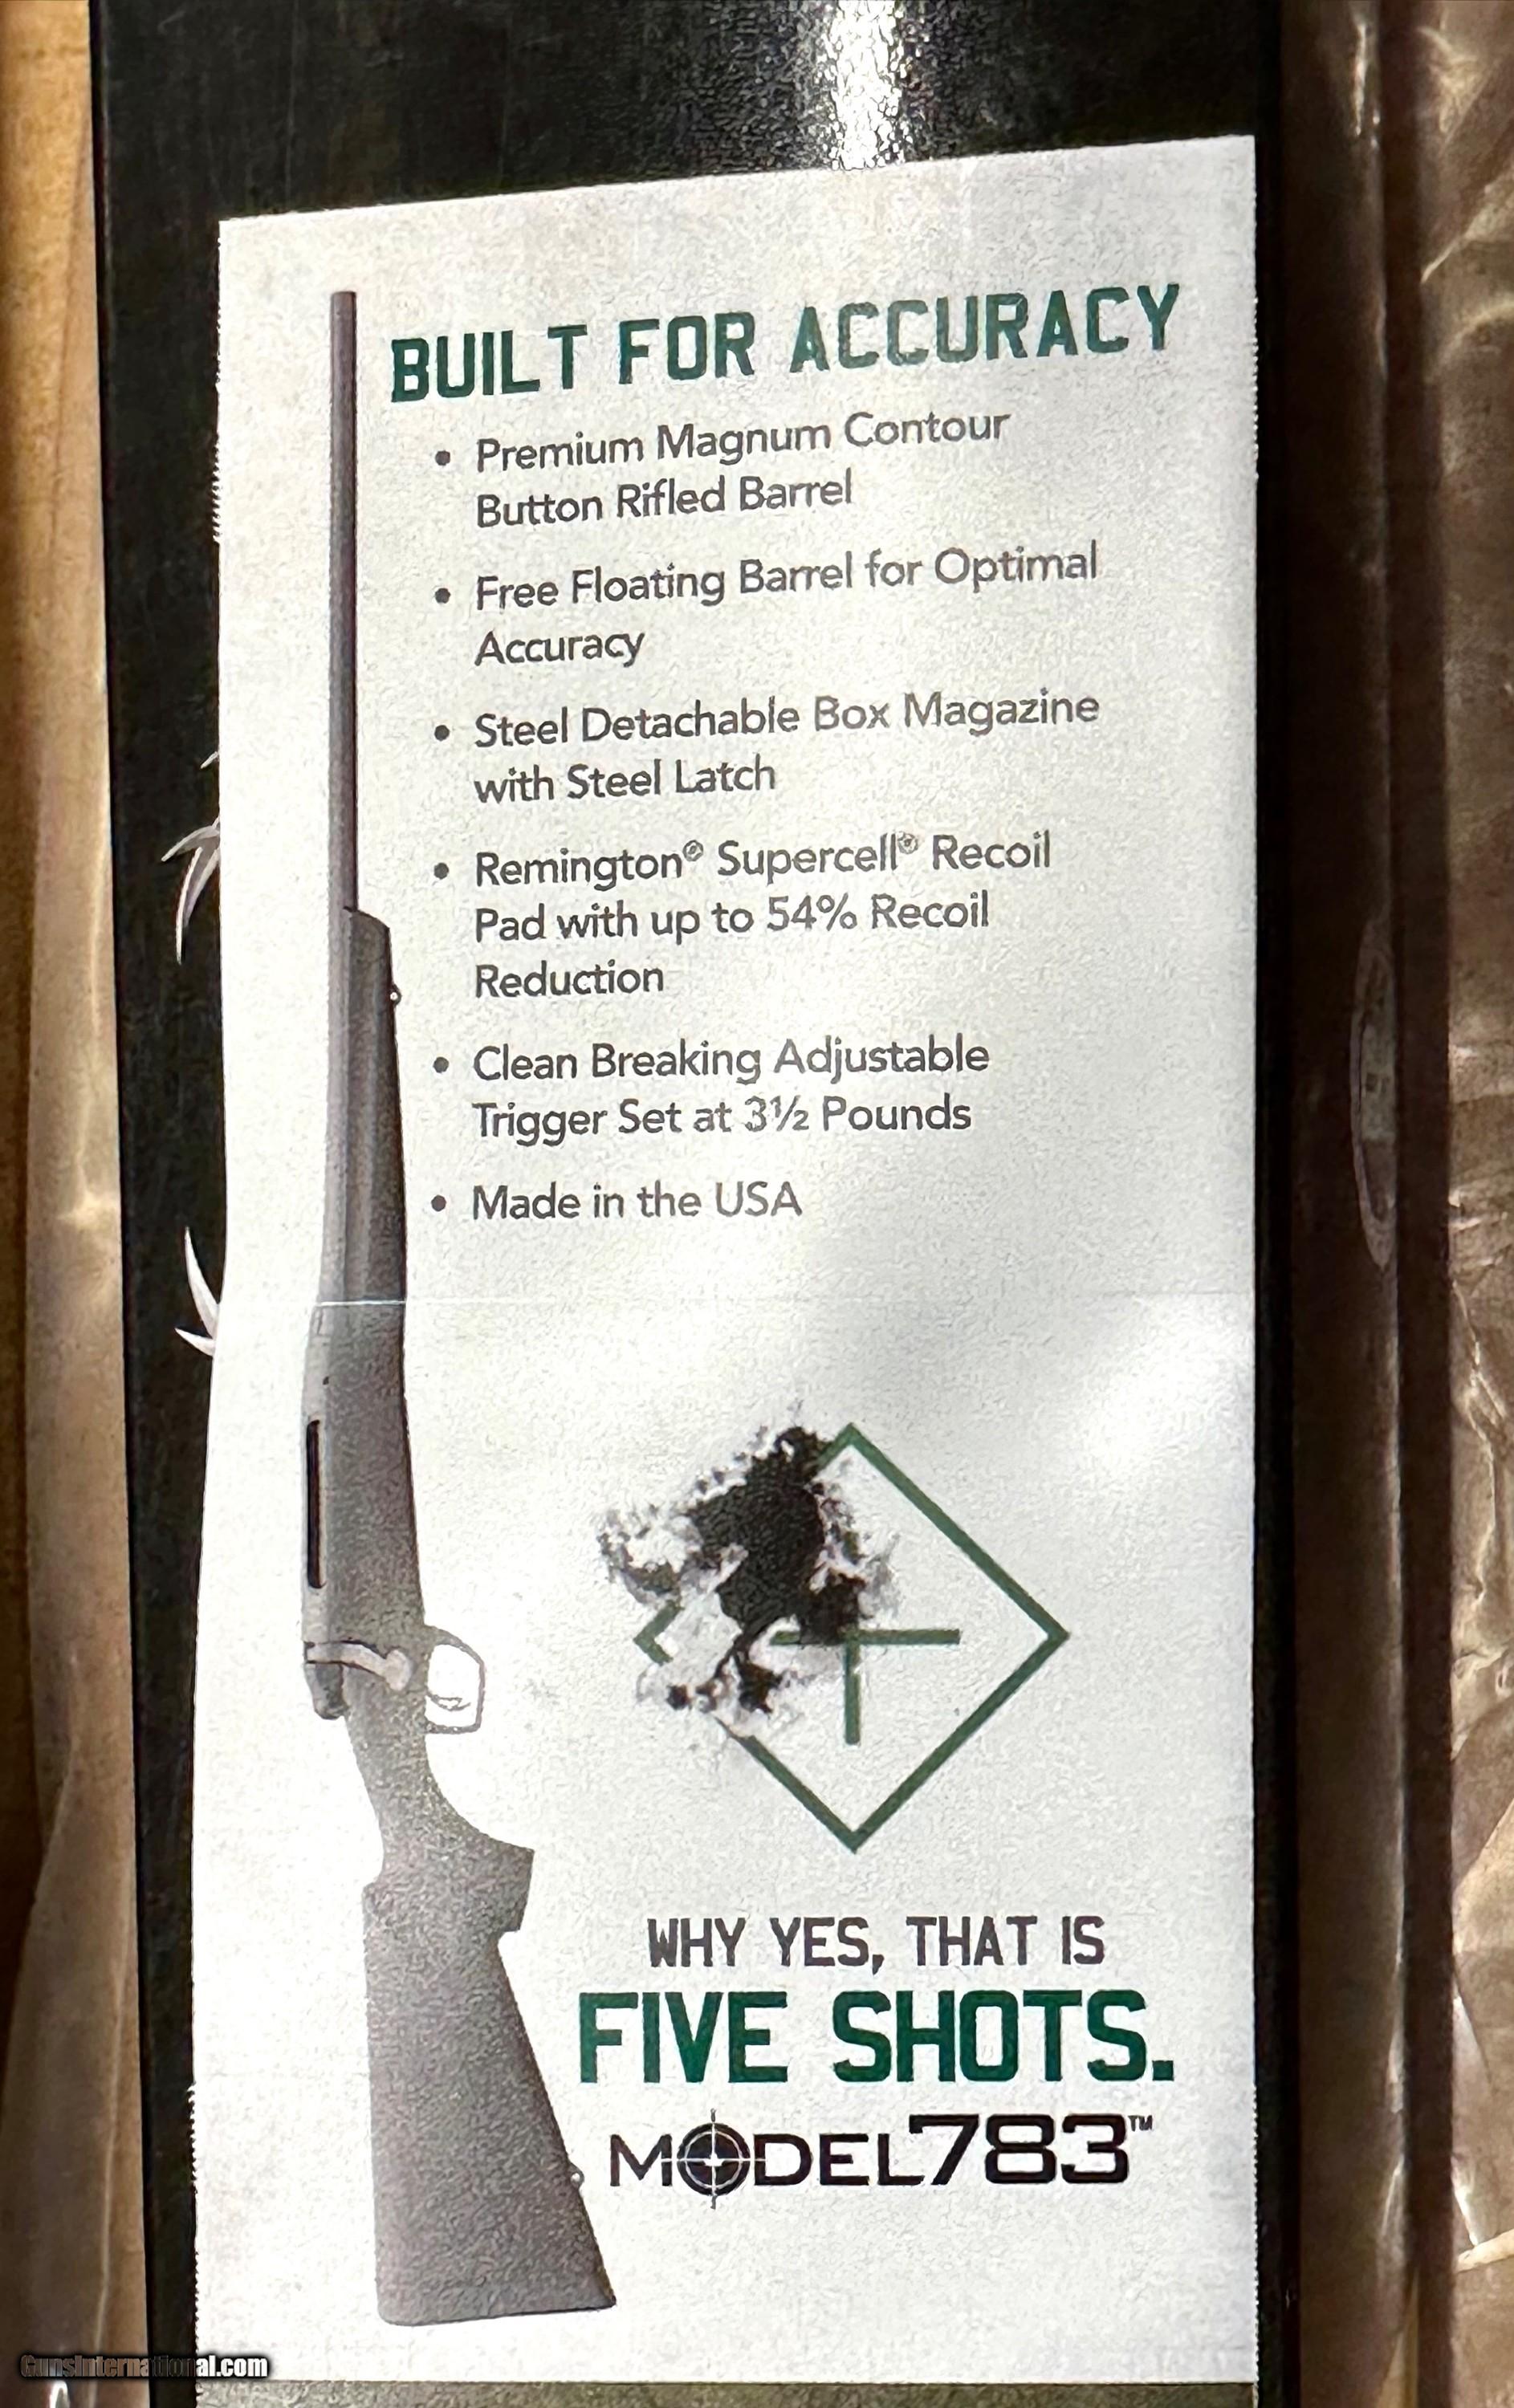 BUILT FOR ACCURACY
• Premium Magnum Contour
Button Rifled Barrel
• Free Floating Barrel for Optimal
Accuracy
• Steel Detachable Box Magazine
with Steel Latch
• Remington® Supercell® Recoil
Pad with up to 54% Recoil
Reduction
• Clean Breaking Adjustable
Trigger Set at 3½ Pounds
• Made in the USA
WHY YES, THAT IS
FIVE SHOTS.
MODEL783™
GunsInternational.com